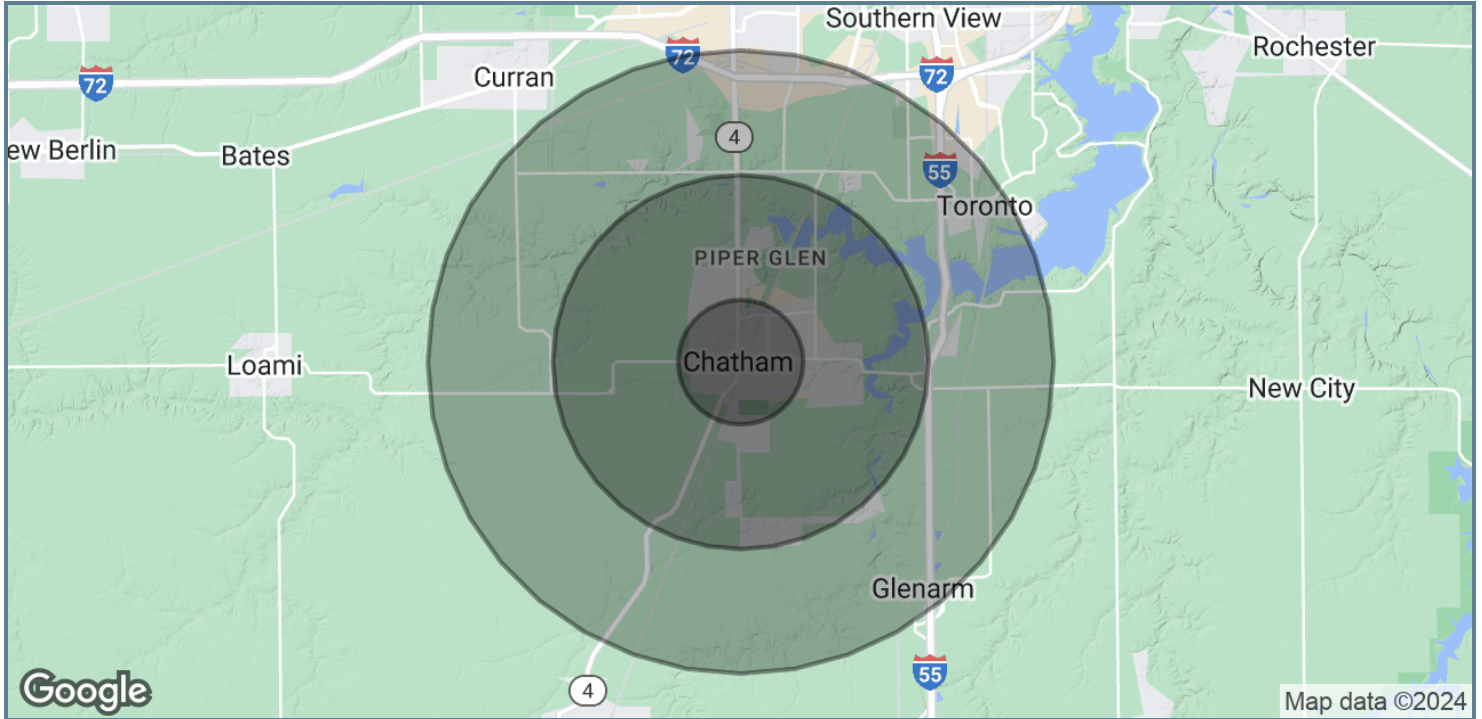 Southern View
Rochester
72
72
Curran
72
4
ew Berlin
Bates
55
Toronto
PIPER GLEN
Chatham
Loami
New City
Glenarm
55
4
Google
Map data ©2024